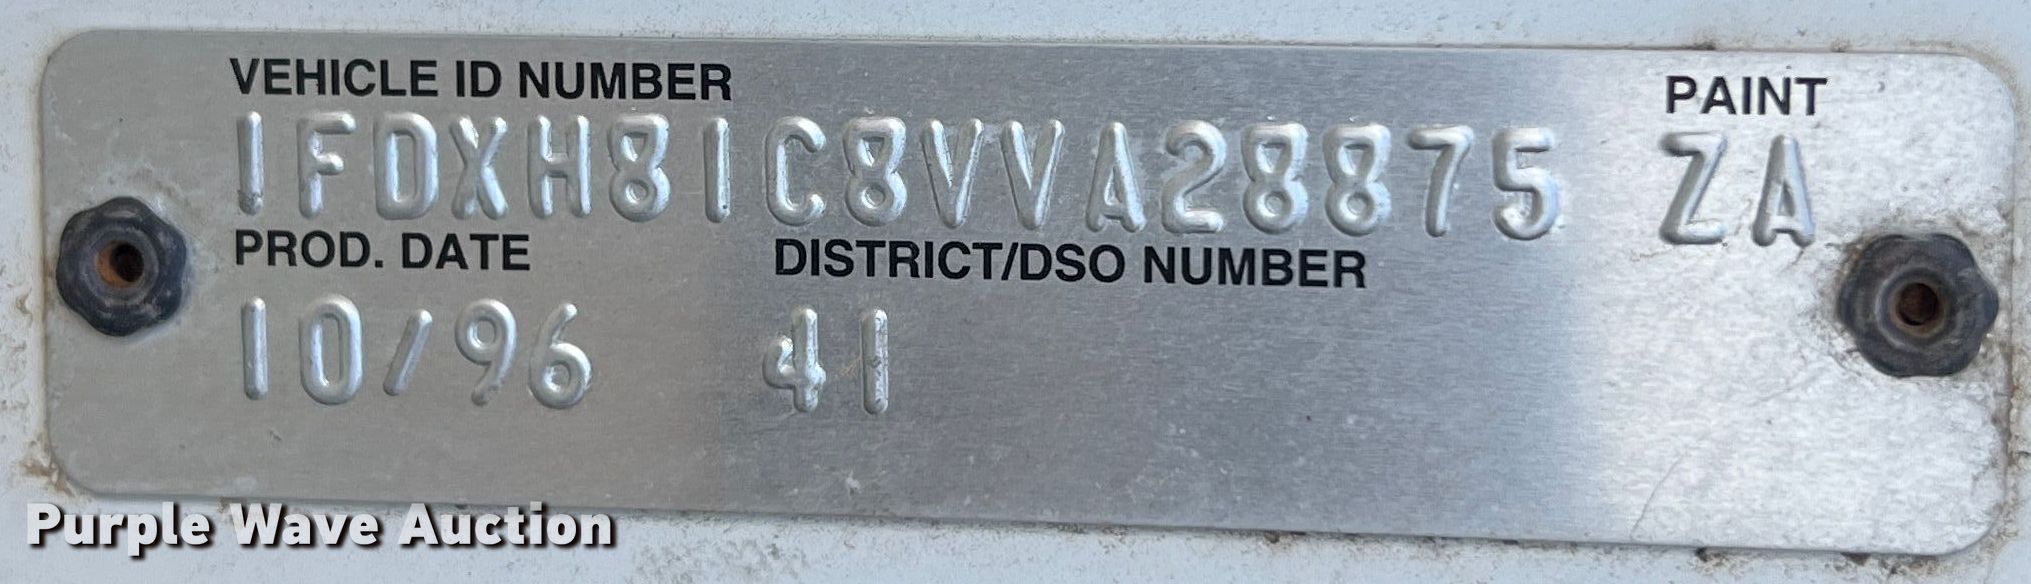 VEHICLE ID NUMBER PAINT
1FDXH81C8VVA28875 ZA
PROD. DATE DISTRICT/DSO NUMBER
10/96 41
Purple Wave Auction